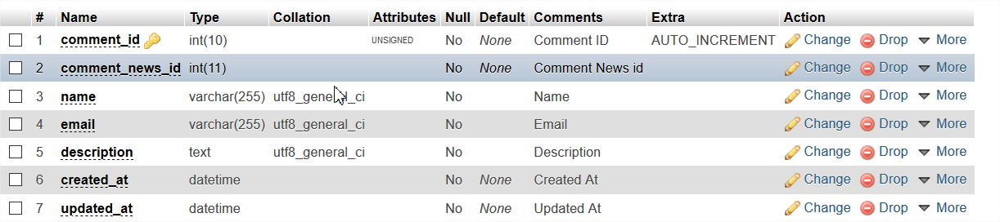 # Name Type Collation Attributes Null Default Comments Extra Action
1 comment_id int(10) UNSIGNED No None Comment ID AUTO_INCREMENT Change Drop More
2 comment_news_id int(11) No None Comment News id Change Drop More
3 name varchar(255) utf8_general_ci No Name Change Drop More
4 email varchar(255) utf8_general_ci No Email Change Drop More
5 description text utf8_general_ci No Description Change Drop More
6 created_at datetime No None Created At Change Drop More
7 updated_at datetime No None Updated At Change Drop More